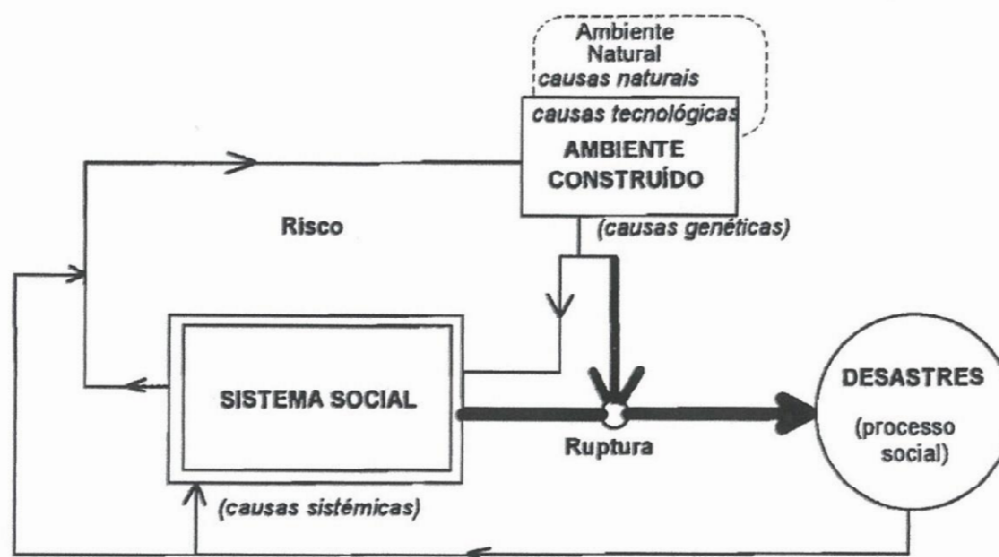 Ambiente
Natural
causas naturais
causas tecnológicas
AMBIENTE
CONSTRUÍDO
(causas genéticas)
Risco
SISTEMA SOCIAL
(causas sistémicas)
Ruptura
DESASTRES
(processo
social)